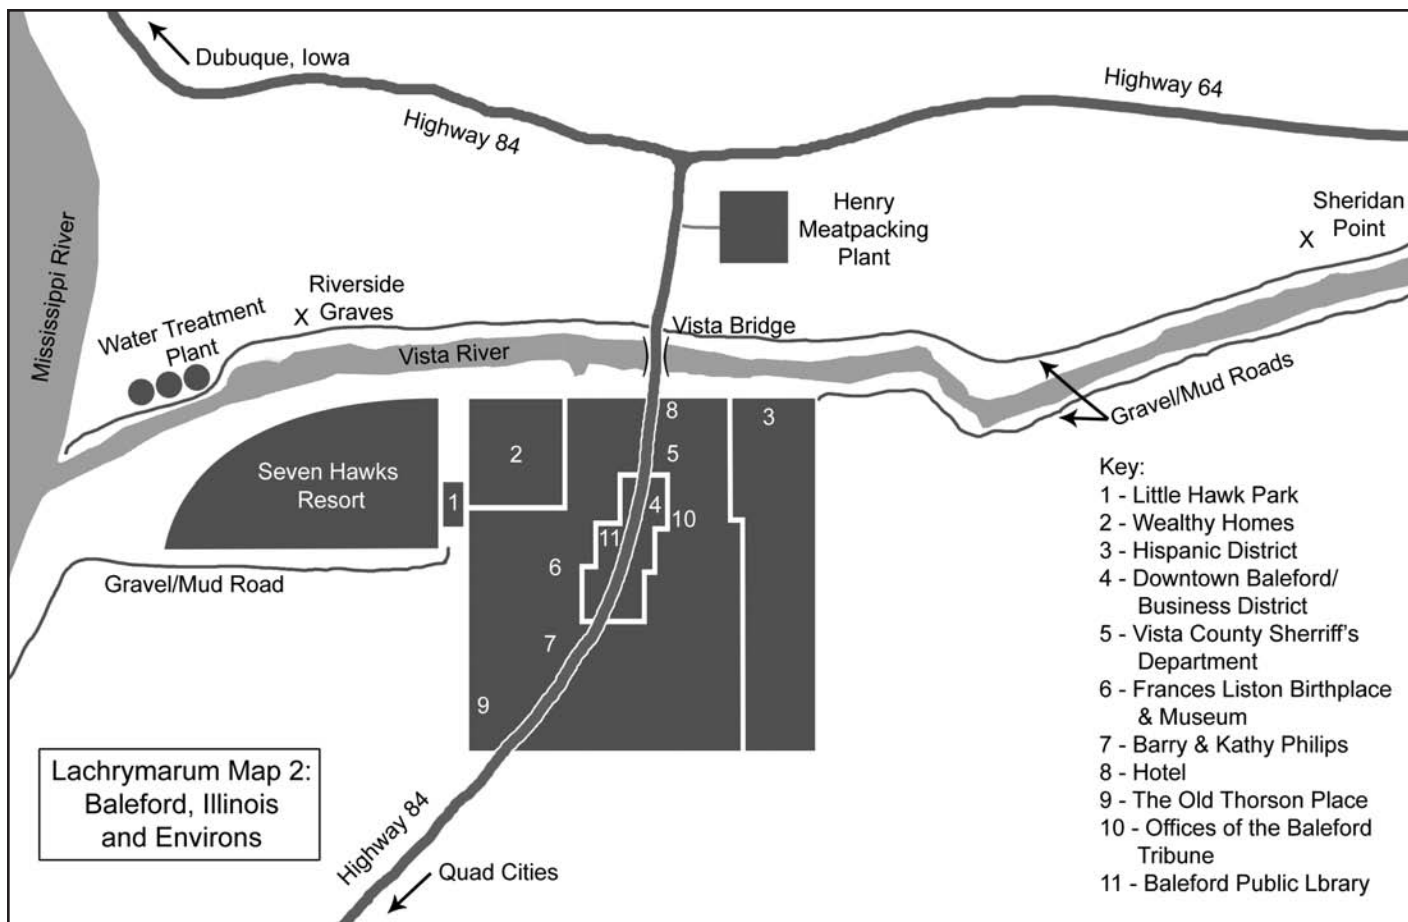 Dubuque, Iowa
Highway 84
Highway 64
Henry
Meatpacking
Plant
Sheridan
Point
X
Mississippi River
Riverside
Graves
X
Water Treatment
Plant
Vista River
Vista Bridge
Gravel/Mud Roads
Seven Hawks
Resort
1
2
8
3
5
4
10
11
6
7
9
Gravel/Mud Road
Highway 84
Quad Cities
Lachrymarum Map 2:
Baleford, Illinois
and Environs
Key:
1 - Little Hawk Park
2 - Wealthy Homes
3 - Hispanic District
4 - Downtown Baleford/
Business District
5 - Vista County Sherriff's
Department
6 - Frances Liston Birthplace
& Museum
7 - Barry & Kathy Philips
8 - Hotel
9 - The Old Thorson Place
10 - Offices of the Baleford
Tribune
11 - Baleford Public Lbrary